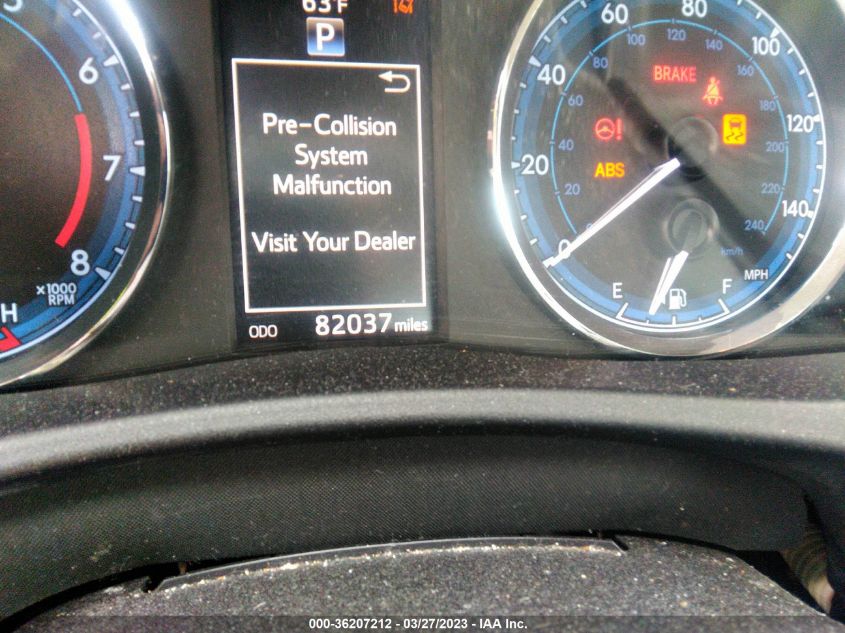 63°F
P
Pre-Collision
System
Malfunction
Visit Your Dealer
ODO 82037 miles
6
7
8
×1000
RPM
H
0
20
40
60
80
100
120
140
MPH
20
40
60
80
100
120
140
160
180
200
220
240
km/h
BRAKE
!
ABS
E
F
000-36207212 - 03/27/2023 - IAA Inc.